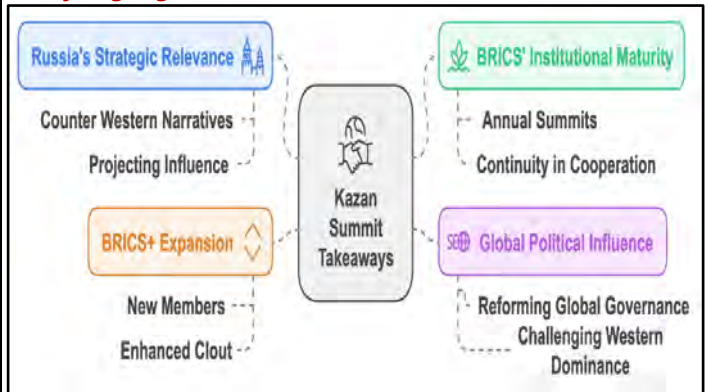 Russia's Strategic Relevance
Counter Western Narratives
Projecting Influence
BRICS+ Expansion
New Members
Enhanced Clout
Kazan
Summit
Takeaways
BRICS' Institutional Maturity
Annual Summits
Continuity in Cooperation
Global Political Influence
Reforming Global Governance
Challenging Western
Dominance